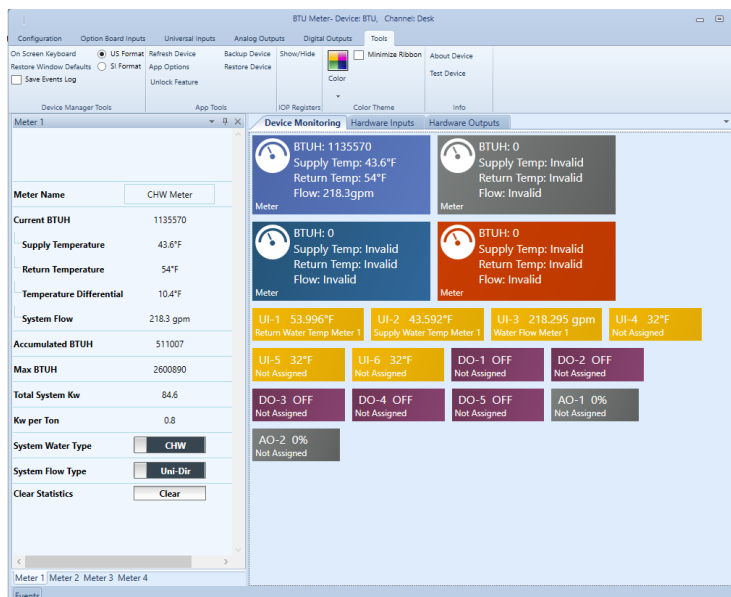 BTU Meter- Device: BTU, Channel: Desk
Configuration Option Board Inputs Universal Inputs Analog Outputs Digital Outputs Tools
On Screen Keyboard US Format Refresh Device Backup Device Show/Hide Minimize Ribbon About Device
Restore Window Defaults SI Format App Options Restore Device Test Device
Save Events Log Unlock Feature Color
Device Manager Tools App Tools IOP Registers Color Theme Info
Meter 1
Device Monitoring Hardware Inputs Hardware Outputs
Meter Name CHW Meter
Current BTUH 1135570
Supply Temperature 43.6°F
Return Temperature 54°F
Temperature Differential 10.4°F
System Flow 218.3 gpm
Accumulated BTUH 511007
Max BTUH 2600890
Total System Kw 84.6
Kw per Ton 0.8
System Water Type CHW
System Flow Type Uni-Dir
Clear Statistics Clear
Meter 1 Meter 2 Meter 3 Meter 4
Events
BTUH: 1135570
Supply Temp: 43.6°F
Return Temp: 54°F
Flow: 218.3gpm
Meter
BTUH: 0
Supply Temp: Invalid
Return Temp: Invalid
Flow: Invalid
Meter
BTUH: 0
Supply Temp: Invalid
Return Temp: Invalid
Flow: Invalid
Meter
BTUH: 0
Supply Temp: Invalid
Return Temp: Invalid
Flow: Invalid
Meter
UI-1 53.996°F
Return Water Temp Meter 1
UI-2 43.592°F
Supply Water Temp Meter 1
UI-3 218.295 gpm
Water Flow Meter 1
UI-4 32°F
Not Assigned
UI-5 32°F
Not Assigned
UI-6 32°F
Not Assigned
DO-1 OFF
Not Assigned
DO-2 OFF
Not Assigned
DO-3 OFF
Not Assigned
DO-4 OFF
Not Assigned
DO-5 OFF
Not Assigned
AO-1 0%
Not Assigned
AO-2 0%
Not Assigned